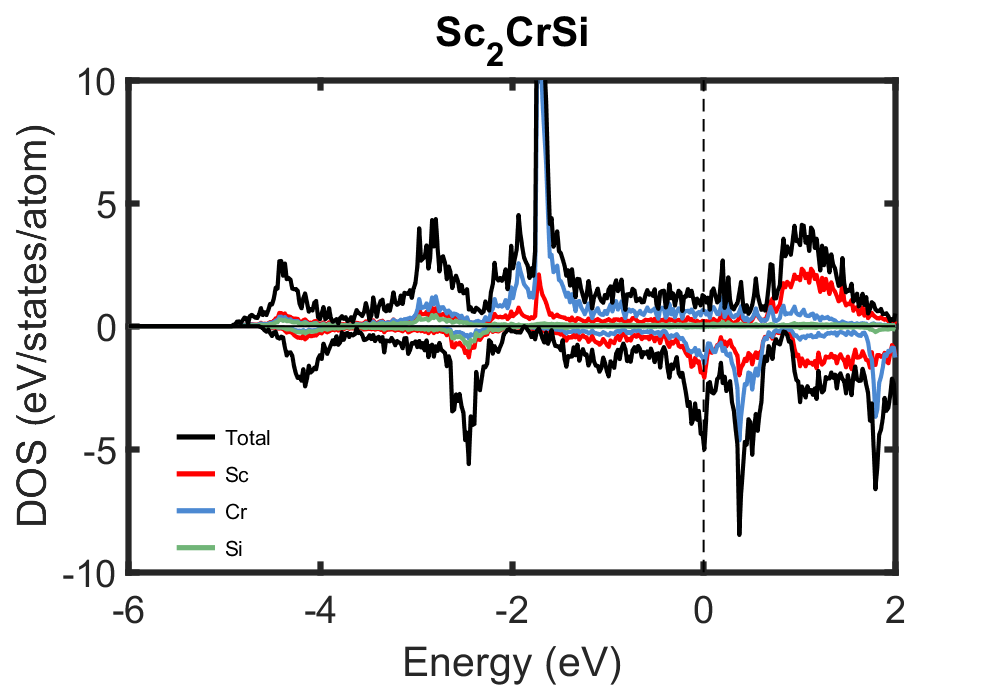 Sc₂CrSi
10
5
0
-5
-10
DOS (eV/states/atom)
Total
Sc
Cr
Si
-6 -4 -2 0 2
Energy (eV)